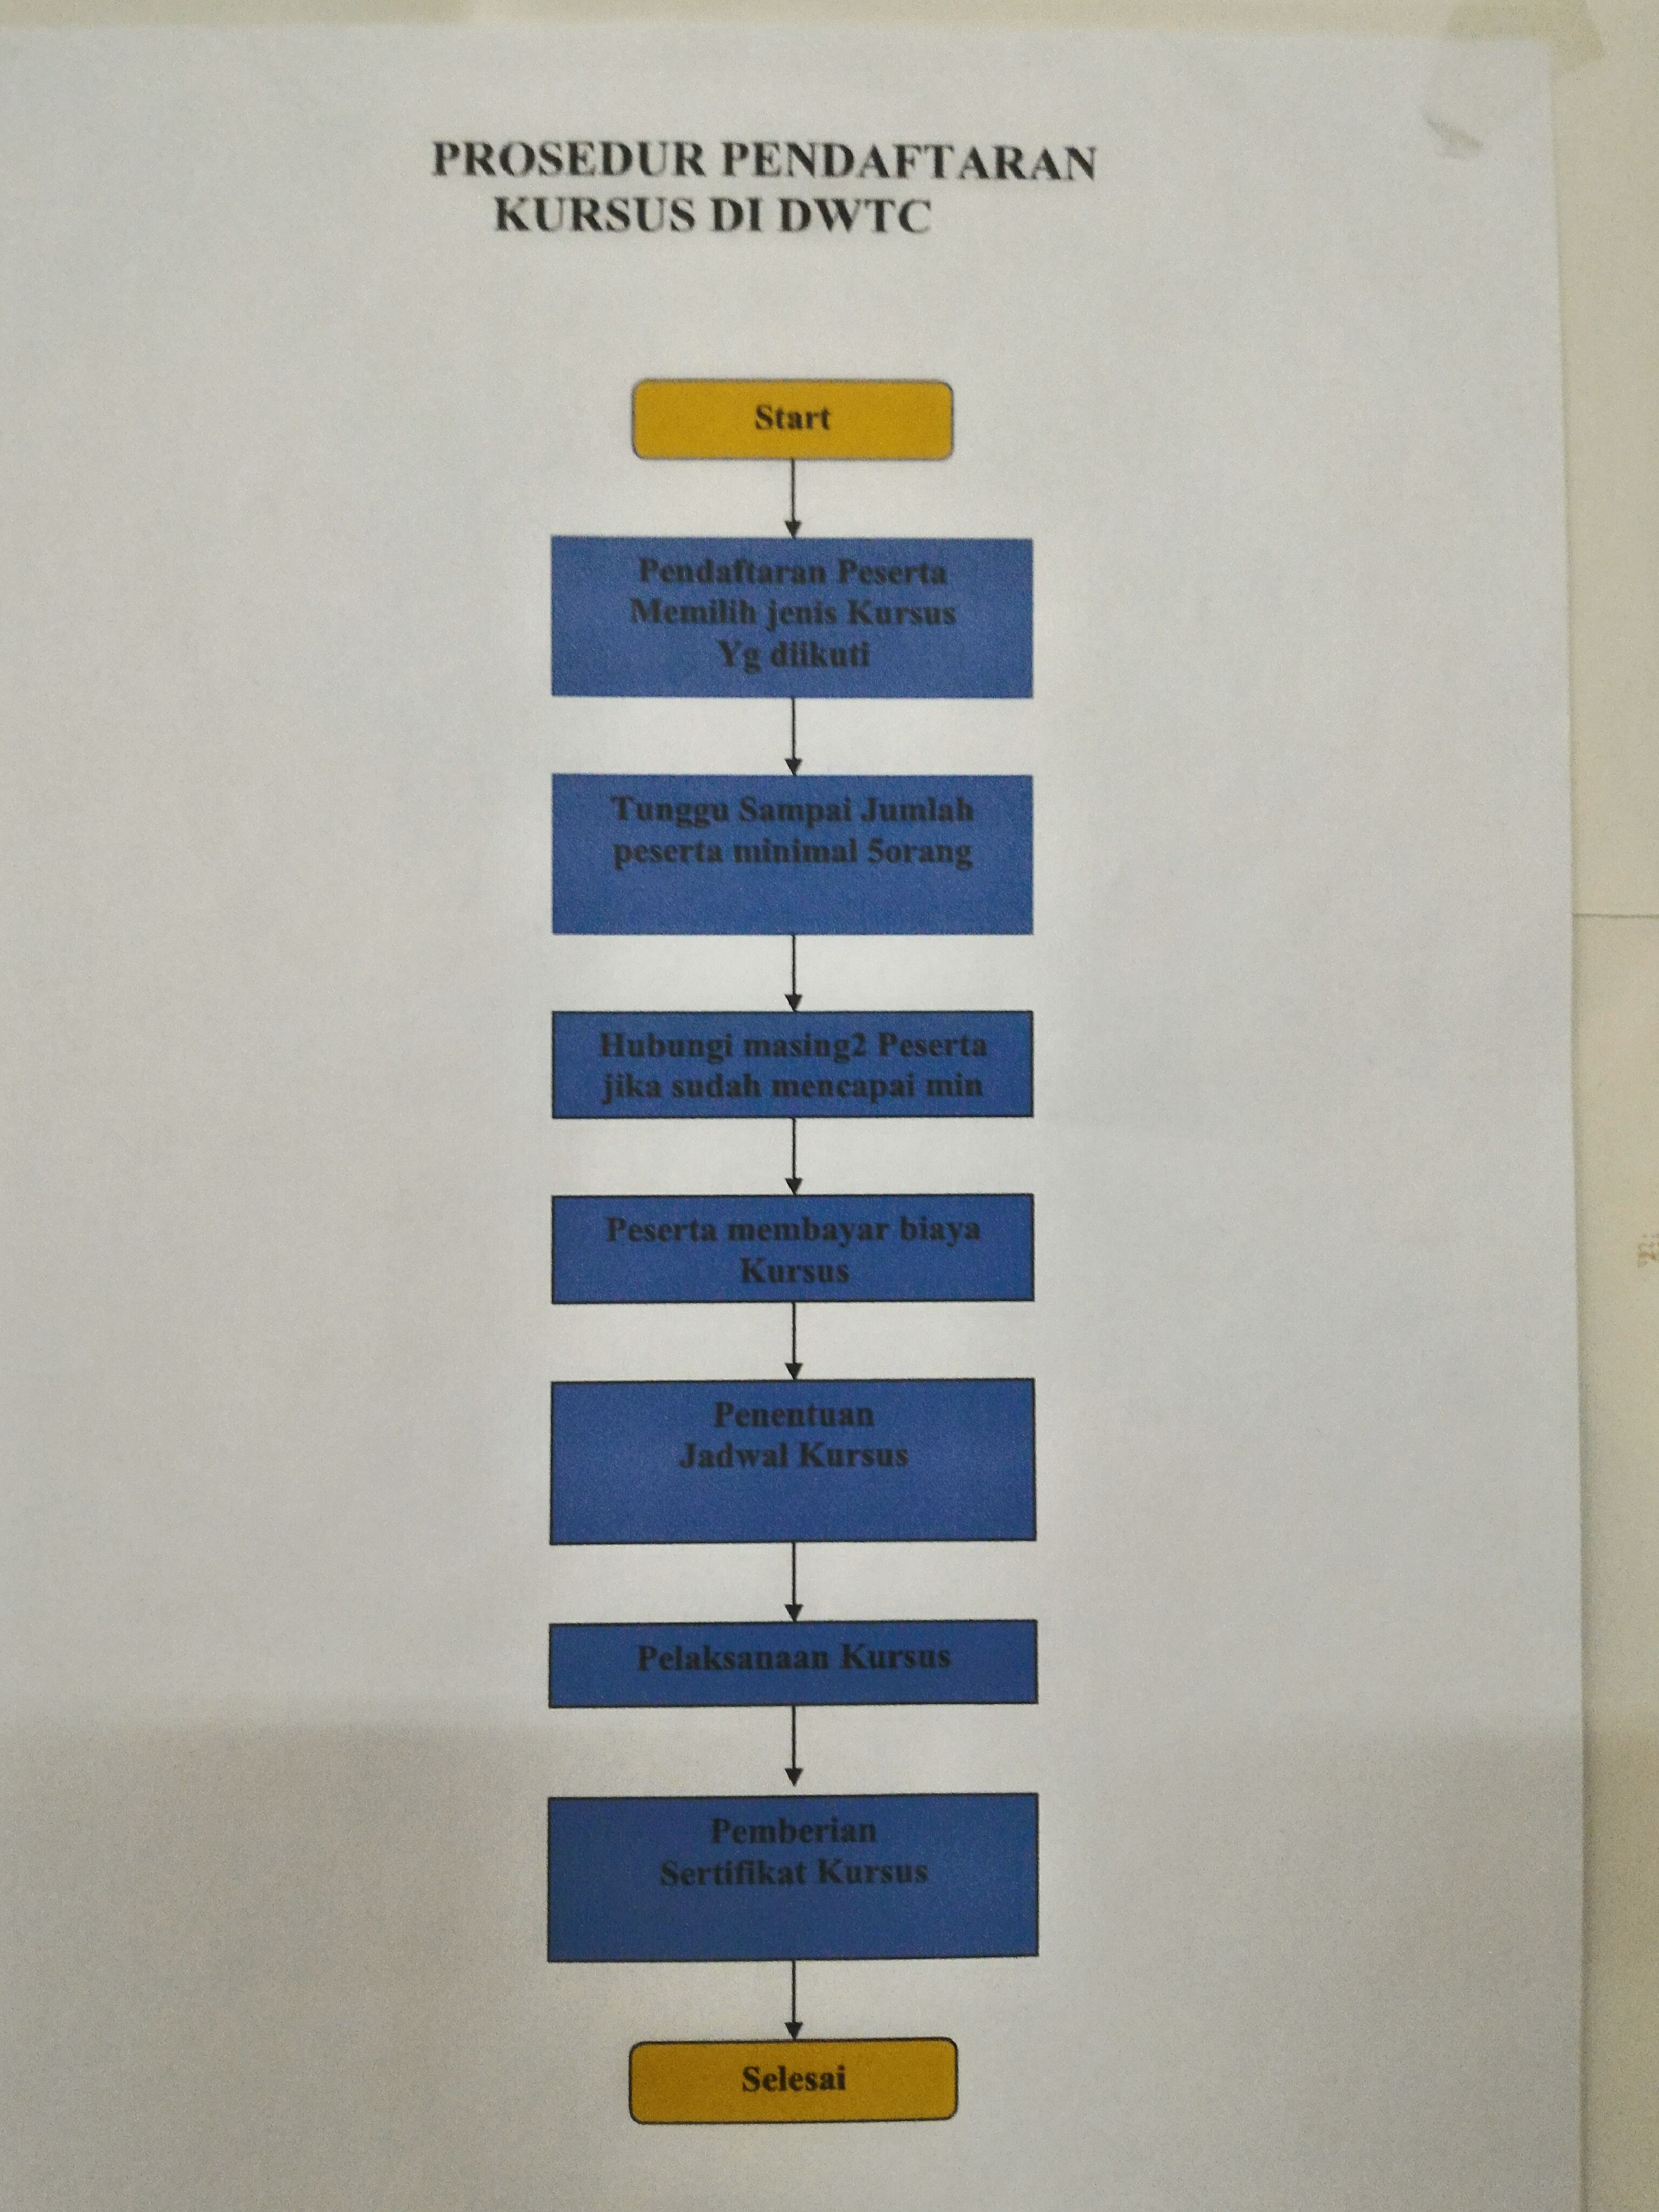 PROSEDUR PENDAFTARAN
KURSUS DI DWTC
Start
Pendaftaran Peserta
Memilih jenis Kursus
Yg diikuti
Tunggu Sampai Jumlah
peserta minimal 5orang
Hubungi masing2 Peserta
jika sudah mencapai min
Peserta membayar biaya
Kursus
Penentuan
Jadwal Kursus
Pelaksanaan Kursus
Pemberian
Sertifikat Kursus
Selesai